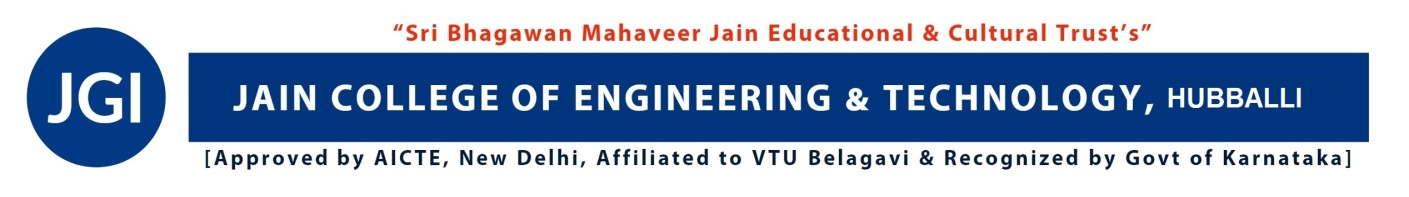 “Sri Bhagawan Mahaveer Jain Educational & Cultural Trust’s”
JGI
JAIN COLLEGE OF ENGINEERING & TECHNOLOGY, HUBBALLI
[Approved by AICTE, New Delhi, Affiliated to VTU Belagavi & Recognized by Govt of Karnataka]